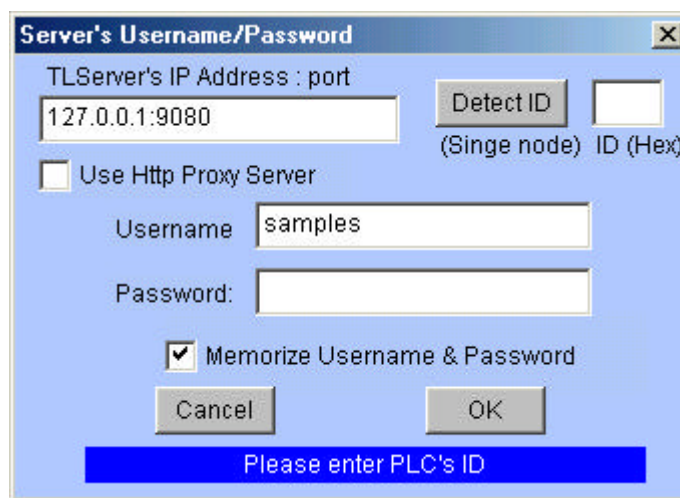 Server's Username/Password
TLServer's IP Address : port
127.0.0.1:9080
Detect ID
(Singe node) ID (Hex)
Use Http Proxy Server
Username samples
Password:
Memorize Username & Password
Cancel OK
Please enter PLC's ID